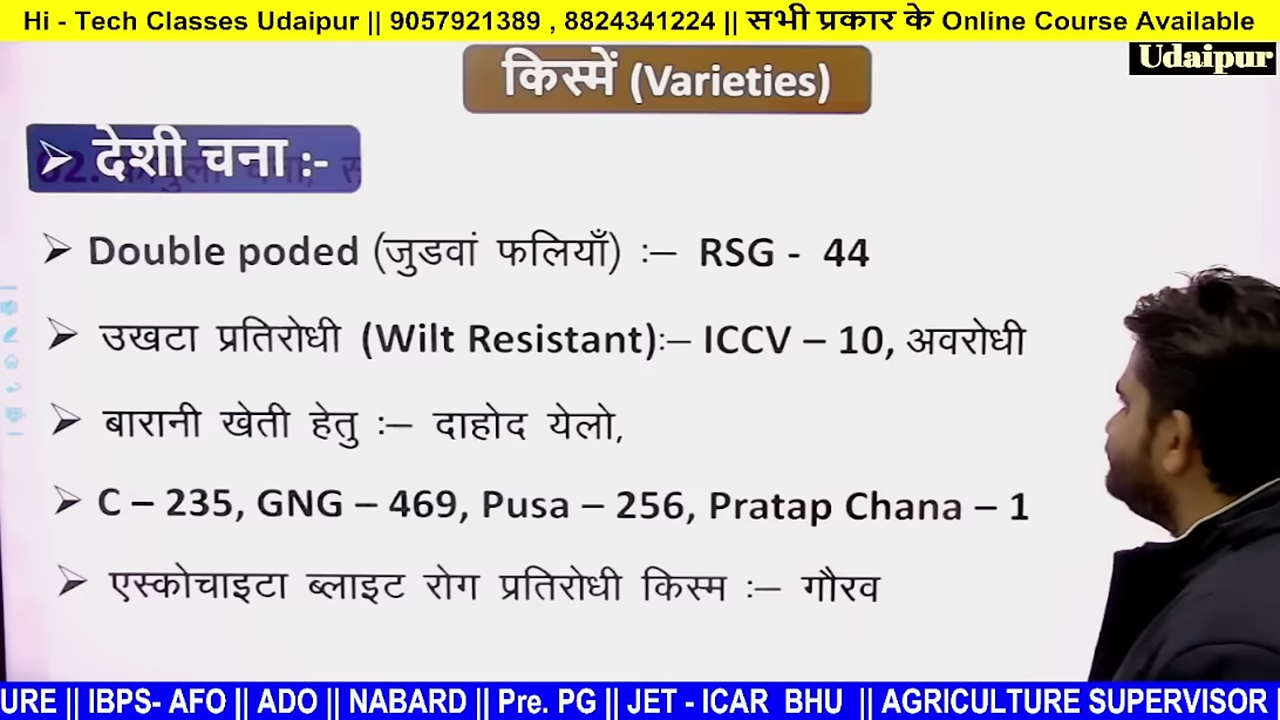 Hi - Tech Classes Udaipur || 9057921389 , 8824341224 || सभी प्रकार के Online Course Available
Udaipur
किस्में (Varieties)
➢ देशी चना :-
➢ Double poded (जुडवां फलियाँ) :– RSG - 44
➢ उखटा प्रतिरोधी (Wilt Resistant):– ICCV – 10, अवरोधी
➢ बारानी खेती हेतु :– दाहोद येलो,
➢ C – 235, GNG – 469, Pusa – 256, Pratap Chana – 1
➢ एस्कोचाइटा ब्लाइट रोग प्रतिरोधी किस्म :– गौरव
URE || IBPS- AFO || ADO || NABARD || Pre. PG || JET - ICAR BHU || AGRICULTURE SUPERVISOR